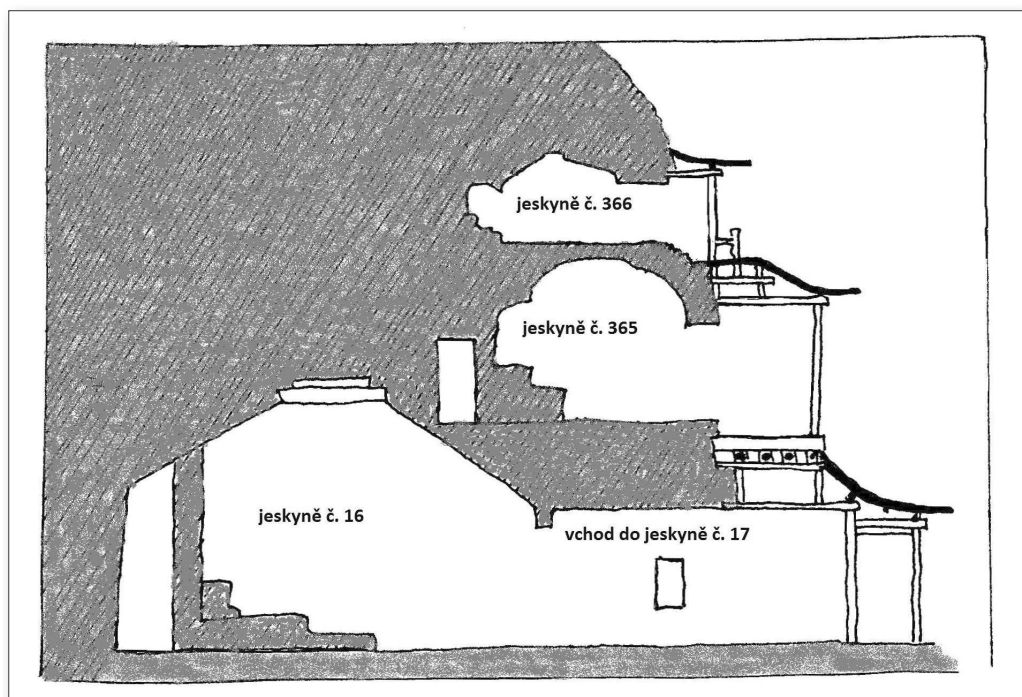 jeskyně č. 366
jeskyně č. 365
jeskyně č. 16
vchod do jeskyně č. 17